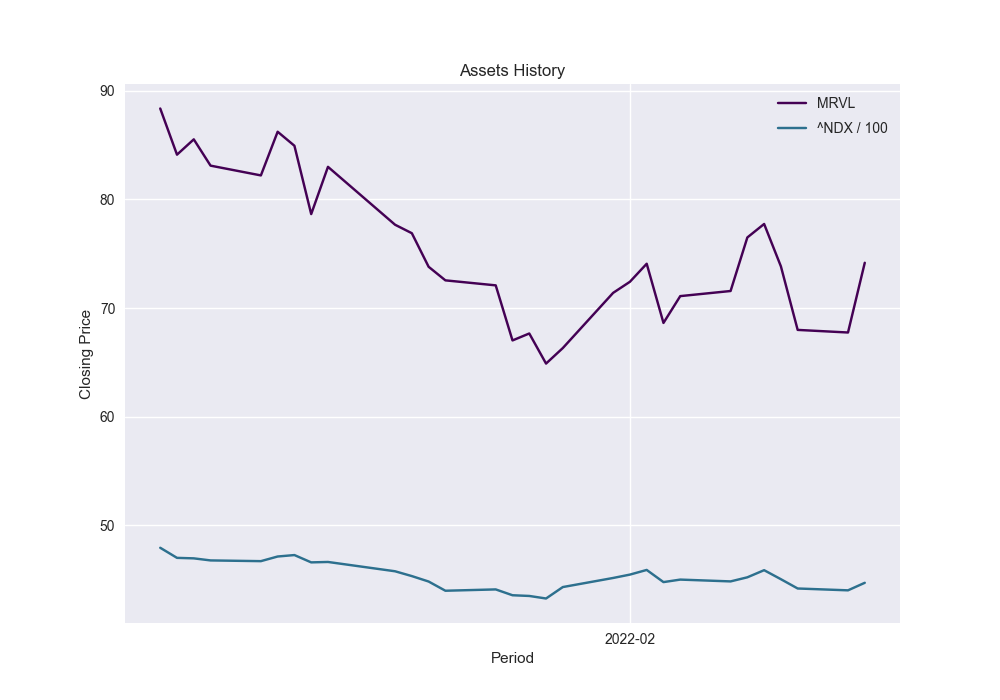 Assets History
MRVL
^NDX / 100
90
80
70
60
50
Closing Price
2022-02
Period